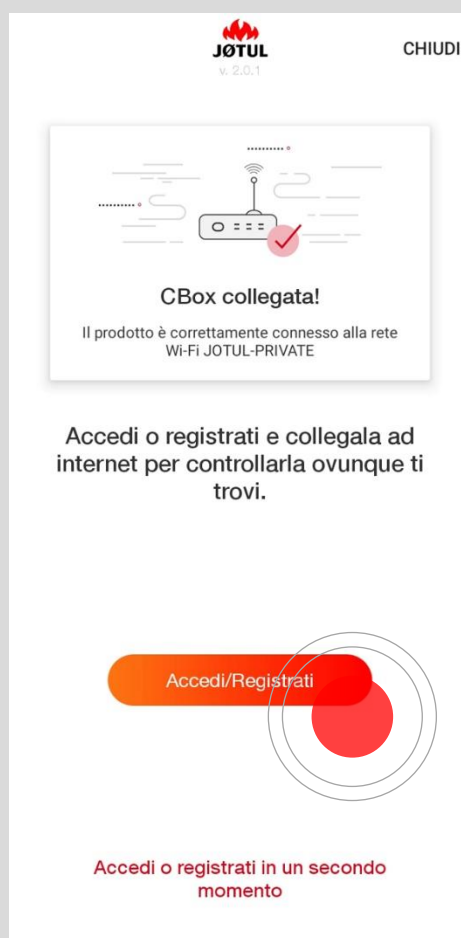 JØTUL
CHIUDI
v. 2.0.1
CBox collegata!
Il prodotto è correttamente connesso alla rete
Wi-Fi JOTUL-PRIVATE
Accedi o registrati e collegala ad
internet per controllarla ovunque ti
trovi.
Accedi/Registrati
Accedi o registrati in un secondo
momento